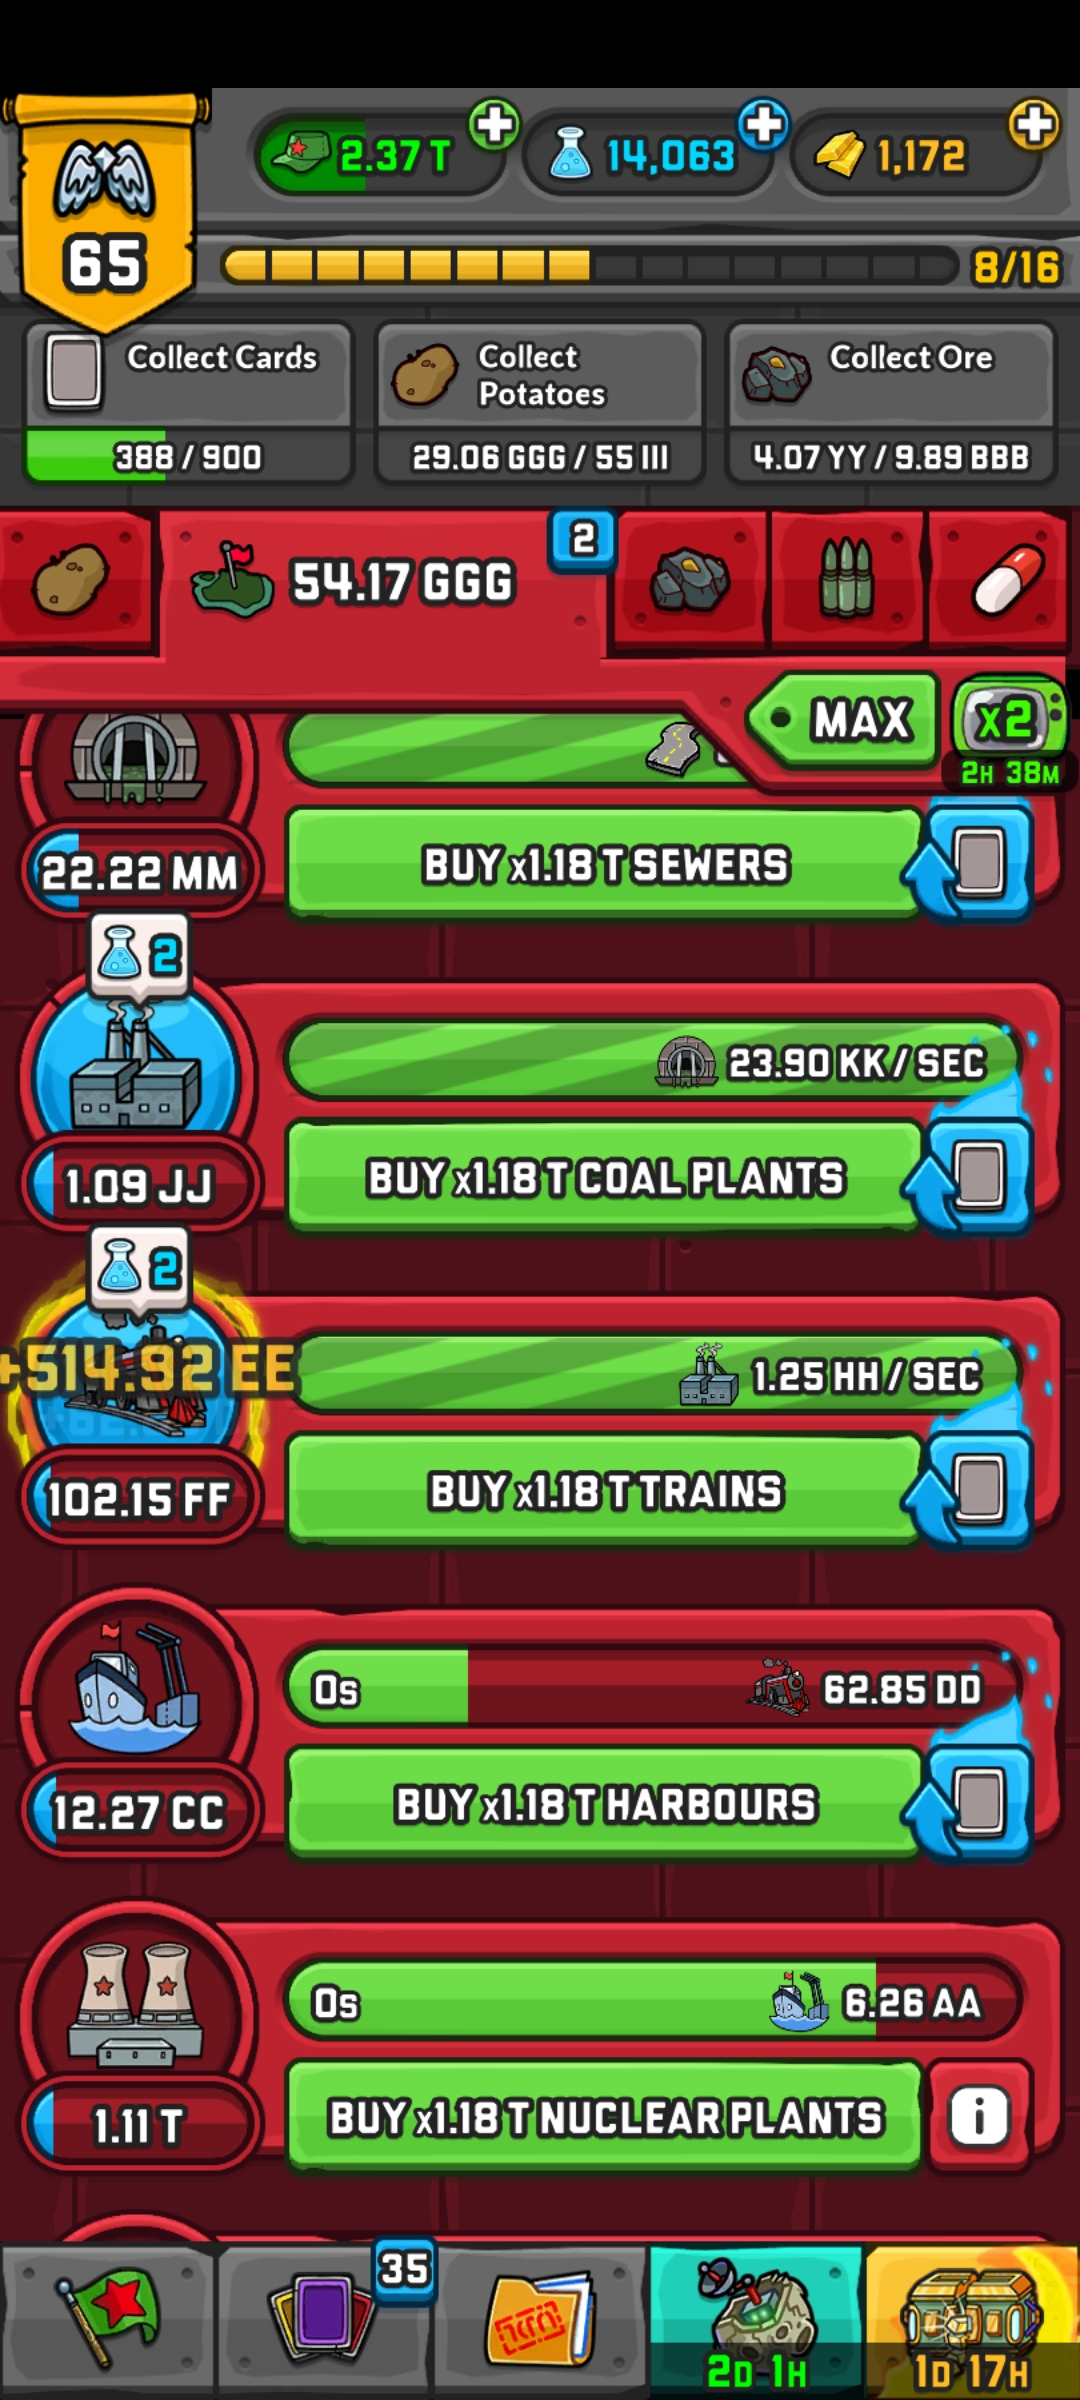 65
2.37 T
14,063
1,172
8/16
Collect Cards
388 / 900
Collect
Potatoes
29.06 GGG / 55 III
Collect Ore
4.07 YY / 9.89 BBB
54.17 GGG
2
MAX
x2
2H 38M
22.22 MM
BUY x1.18 T SEWERS
2
23.90 KK / SEC
1.09 JJ
BUY x1.18 T COAL PLANTS
2
+514.92 EE
1.25 HH / SEC
102.15 FF
BUY x1.18 T TRAINS
0s
62.85 DD
12.27 CC
BUY x1.18 T HARBOURS
0s
6.26 AA
1.11 T
BUY x1.18 T NUCLEAR PLANTS
i
35
2D 1H
1D 17H